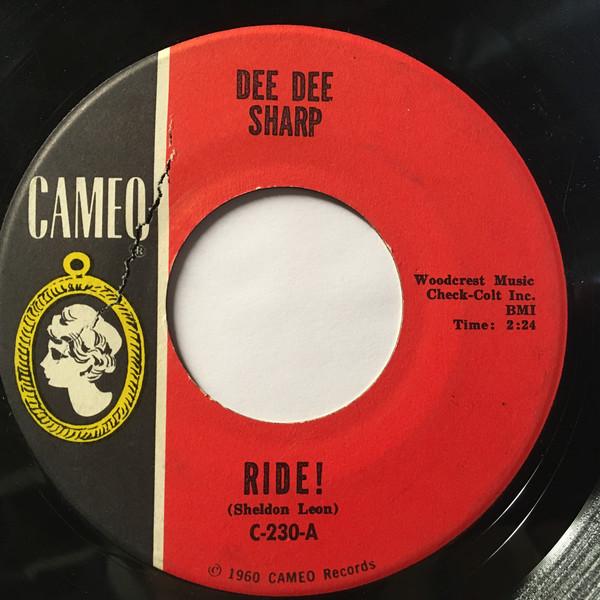 DEE DEE
SHARP
CAMEO
®
Woodcrest Music
Check-Colt Inc.
BMI
Time: 2:24
RIDE!
(Sheldon Leon)
C-230-A
© 1960 CAMEO Records